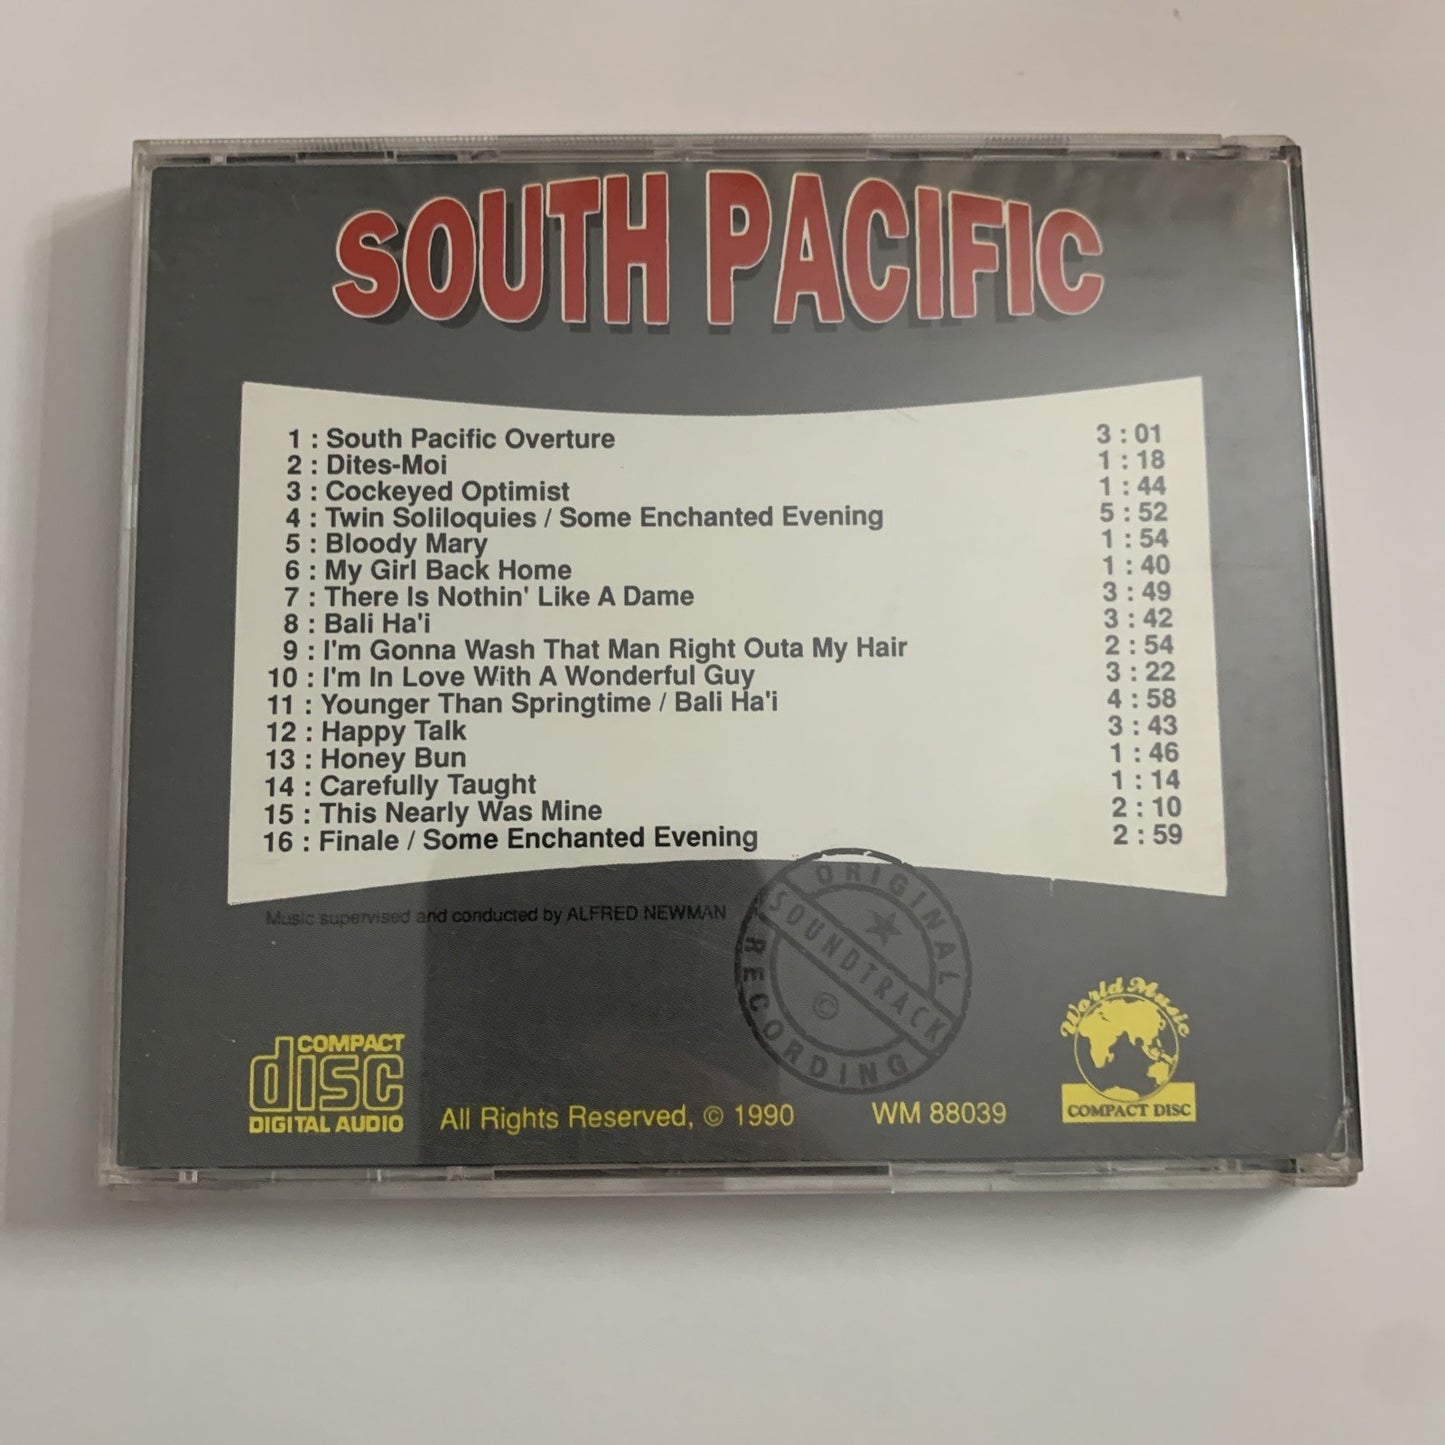 SOUTH PACIFIC
1 : South Pacific Overture 3 : 01
2 : Dites-Moi 1 : 18
3 : Cockeyed Optimist 1 : 44
4 : Twin Soliloquies / Some Enchanted Evening 5 : 52
5 : Bloody Mary 1 : 54
6 : My Girl Back Home 1 : 40
7 : There Is Nothin' Like A Dame 3 : 49
8 : Bali Ha'i 3 : 42
9 : I'm Gonna Wash That Man Right Outa My Hair 2 : 54
10 : I'm In Love With A Wonderful Guy 3 : 22
11 : Younger Than Springtime / Bali Ha'i 4 : 58
12 : Happy Talk 3 : 43
13 : Honey Bun 1 : 46
14 : Carefully Taught 1 : 14
15 : This Nearly Was Mine 2 : 10
16 : Finale / Some Enchanted Evening 2 : 59
Music supervised and conducted by ALFRED NEWMAN
ORIGINAL
SOUNDTRACK
©
RECORDING
COMPACT
disc
DIGITAL AUDIO
All Rights Reserved, © 1990
WM 88039
World Music
COMPACT DISC